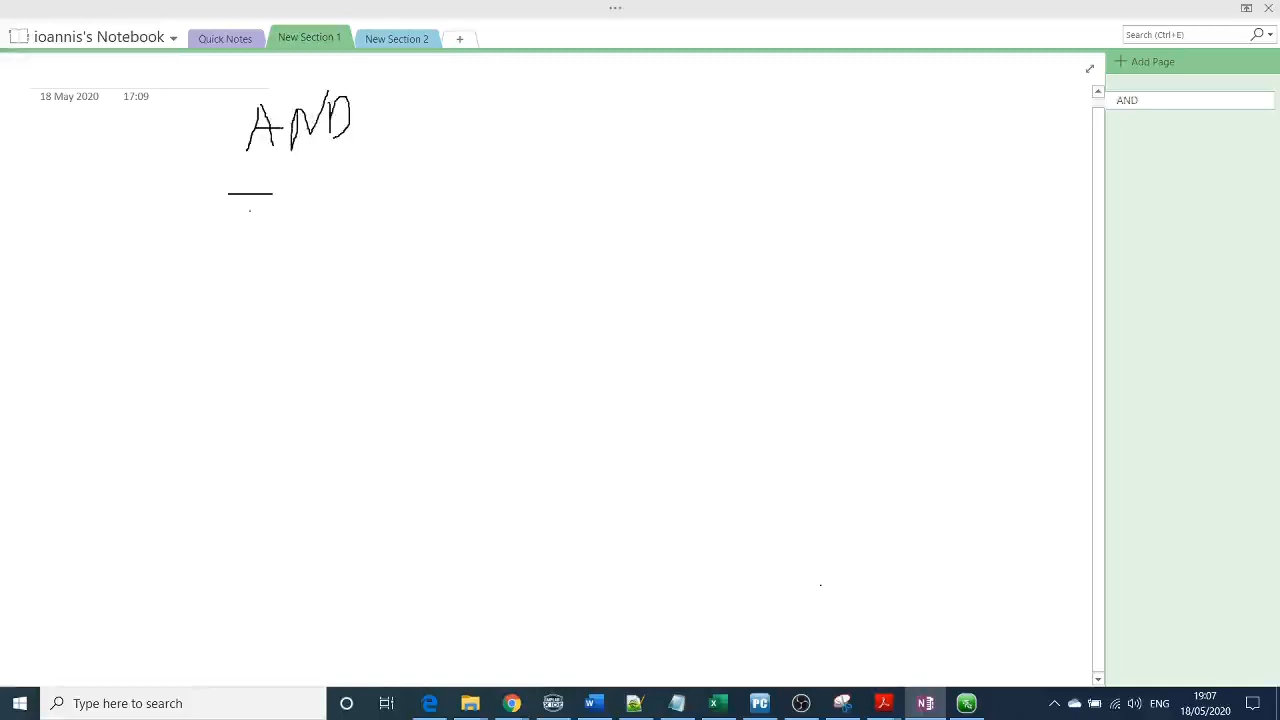 ioannis's Notebook
Quick Notes
New Section 1
New Section 2
+
Search (Ctrl+E)
Add Page
18 May 2020 17:09
AND
AND
Type here to search
ENG
19:07
18/05/2020